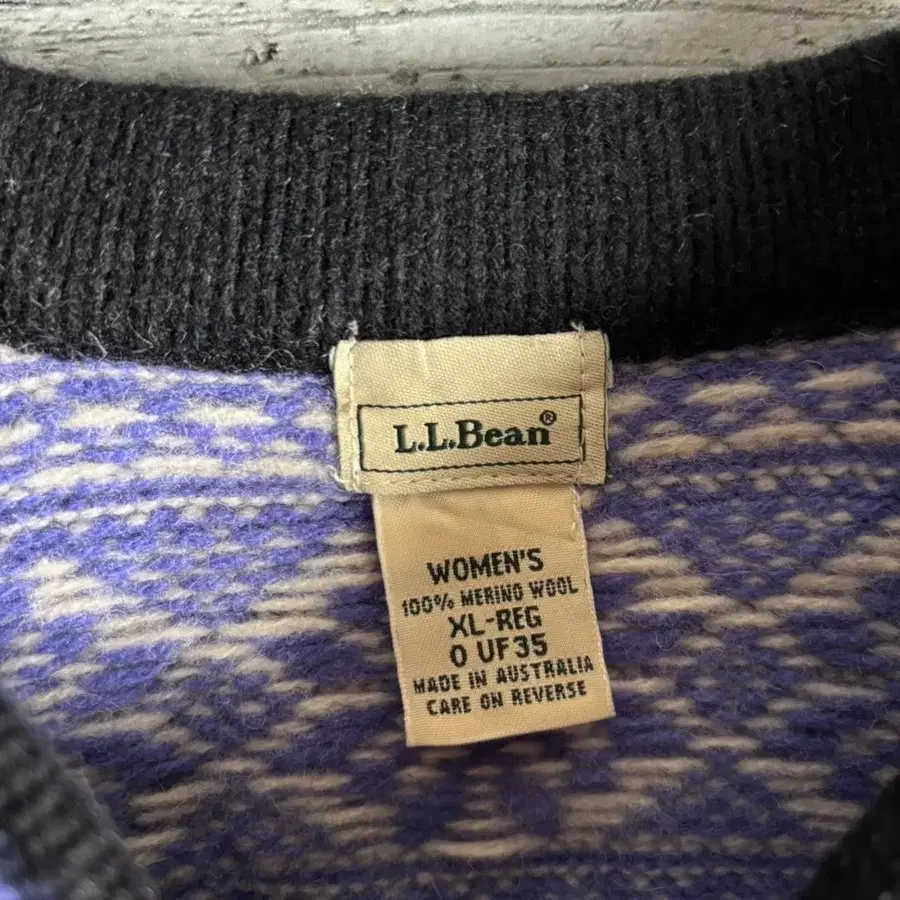 L.L.Bean®
WOMEN'S
100% MERINO WOOL
XL-REG
0 UF35
MADE IN AUSTRALIA
CARE ON REVERSE